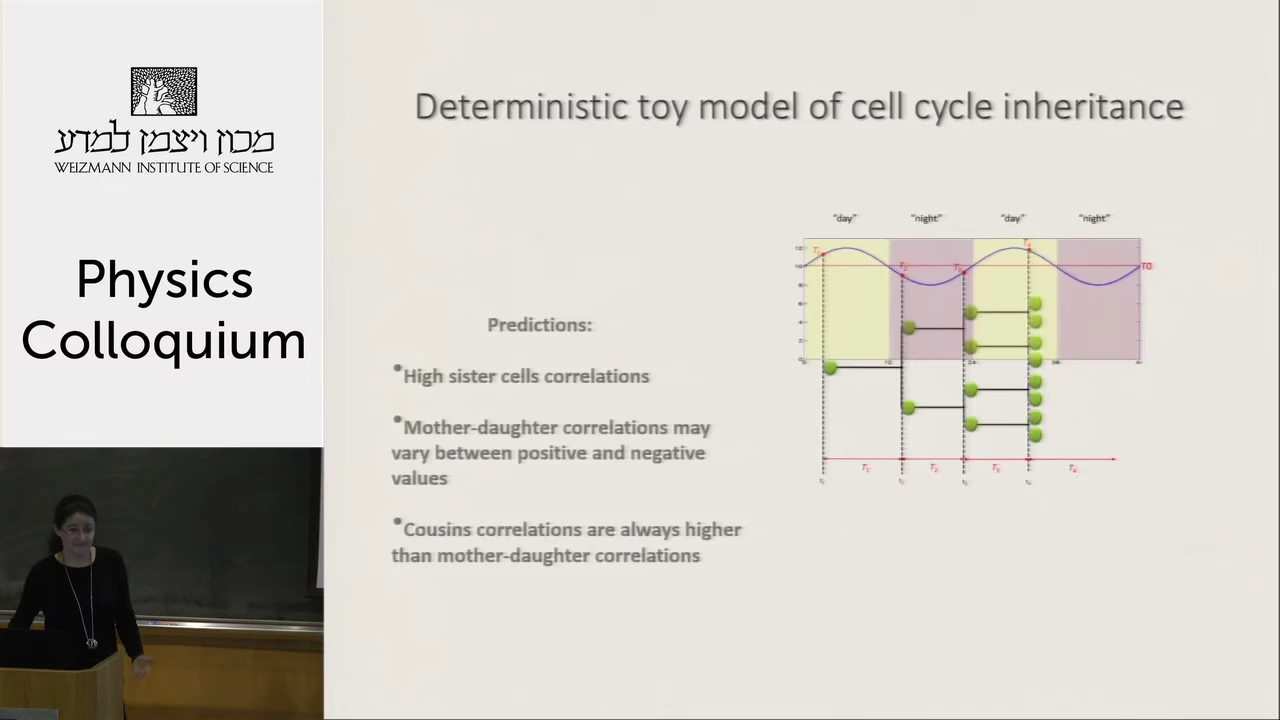 מכון ויצמן למדע
WEIZMANN INSTITUTE OF SCIENCE
Physics
Colloquium
Deterministic toy model of cell cycle inheritance
"day" "night" "day" "night"
Predictions:
•High sister cells correlations
•Mother-daughter correlations may
vary between positive and negative
values
•Cousins correlations are always higher
than mother-daughter correlations